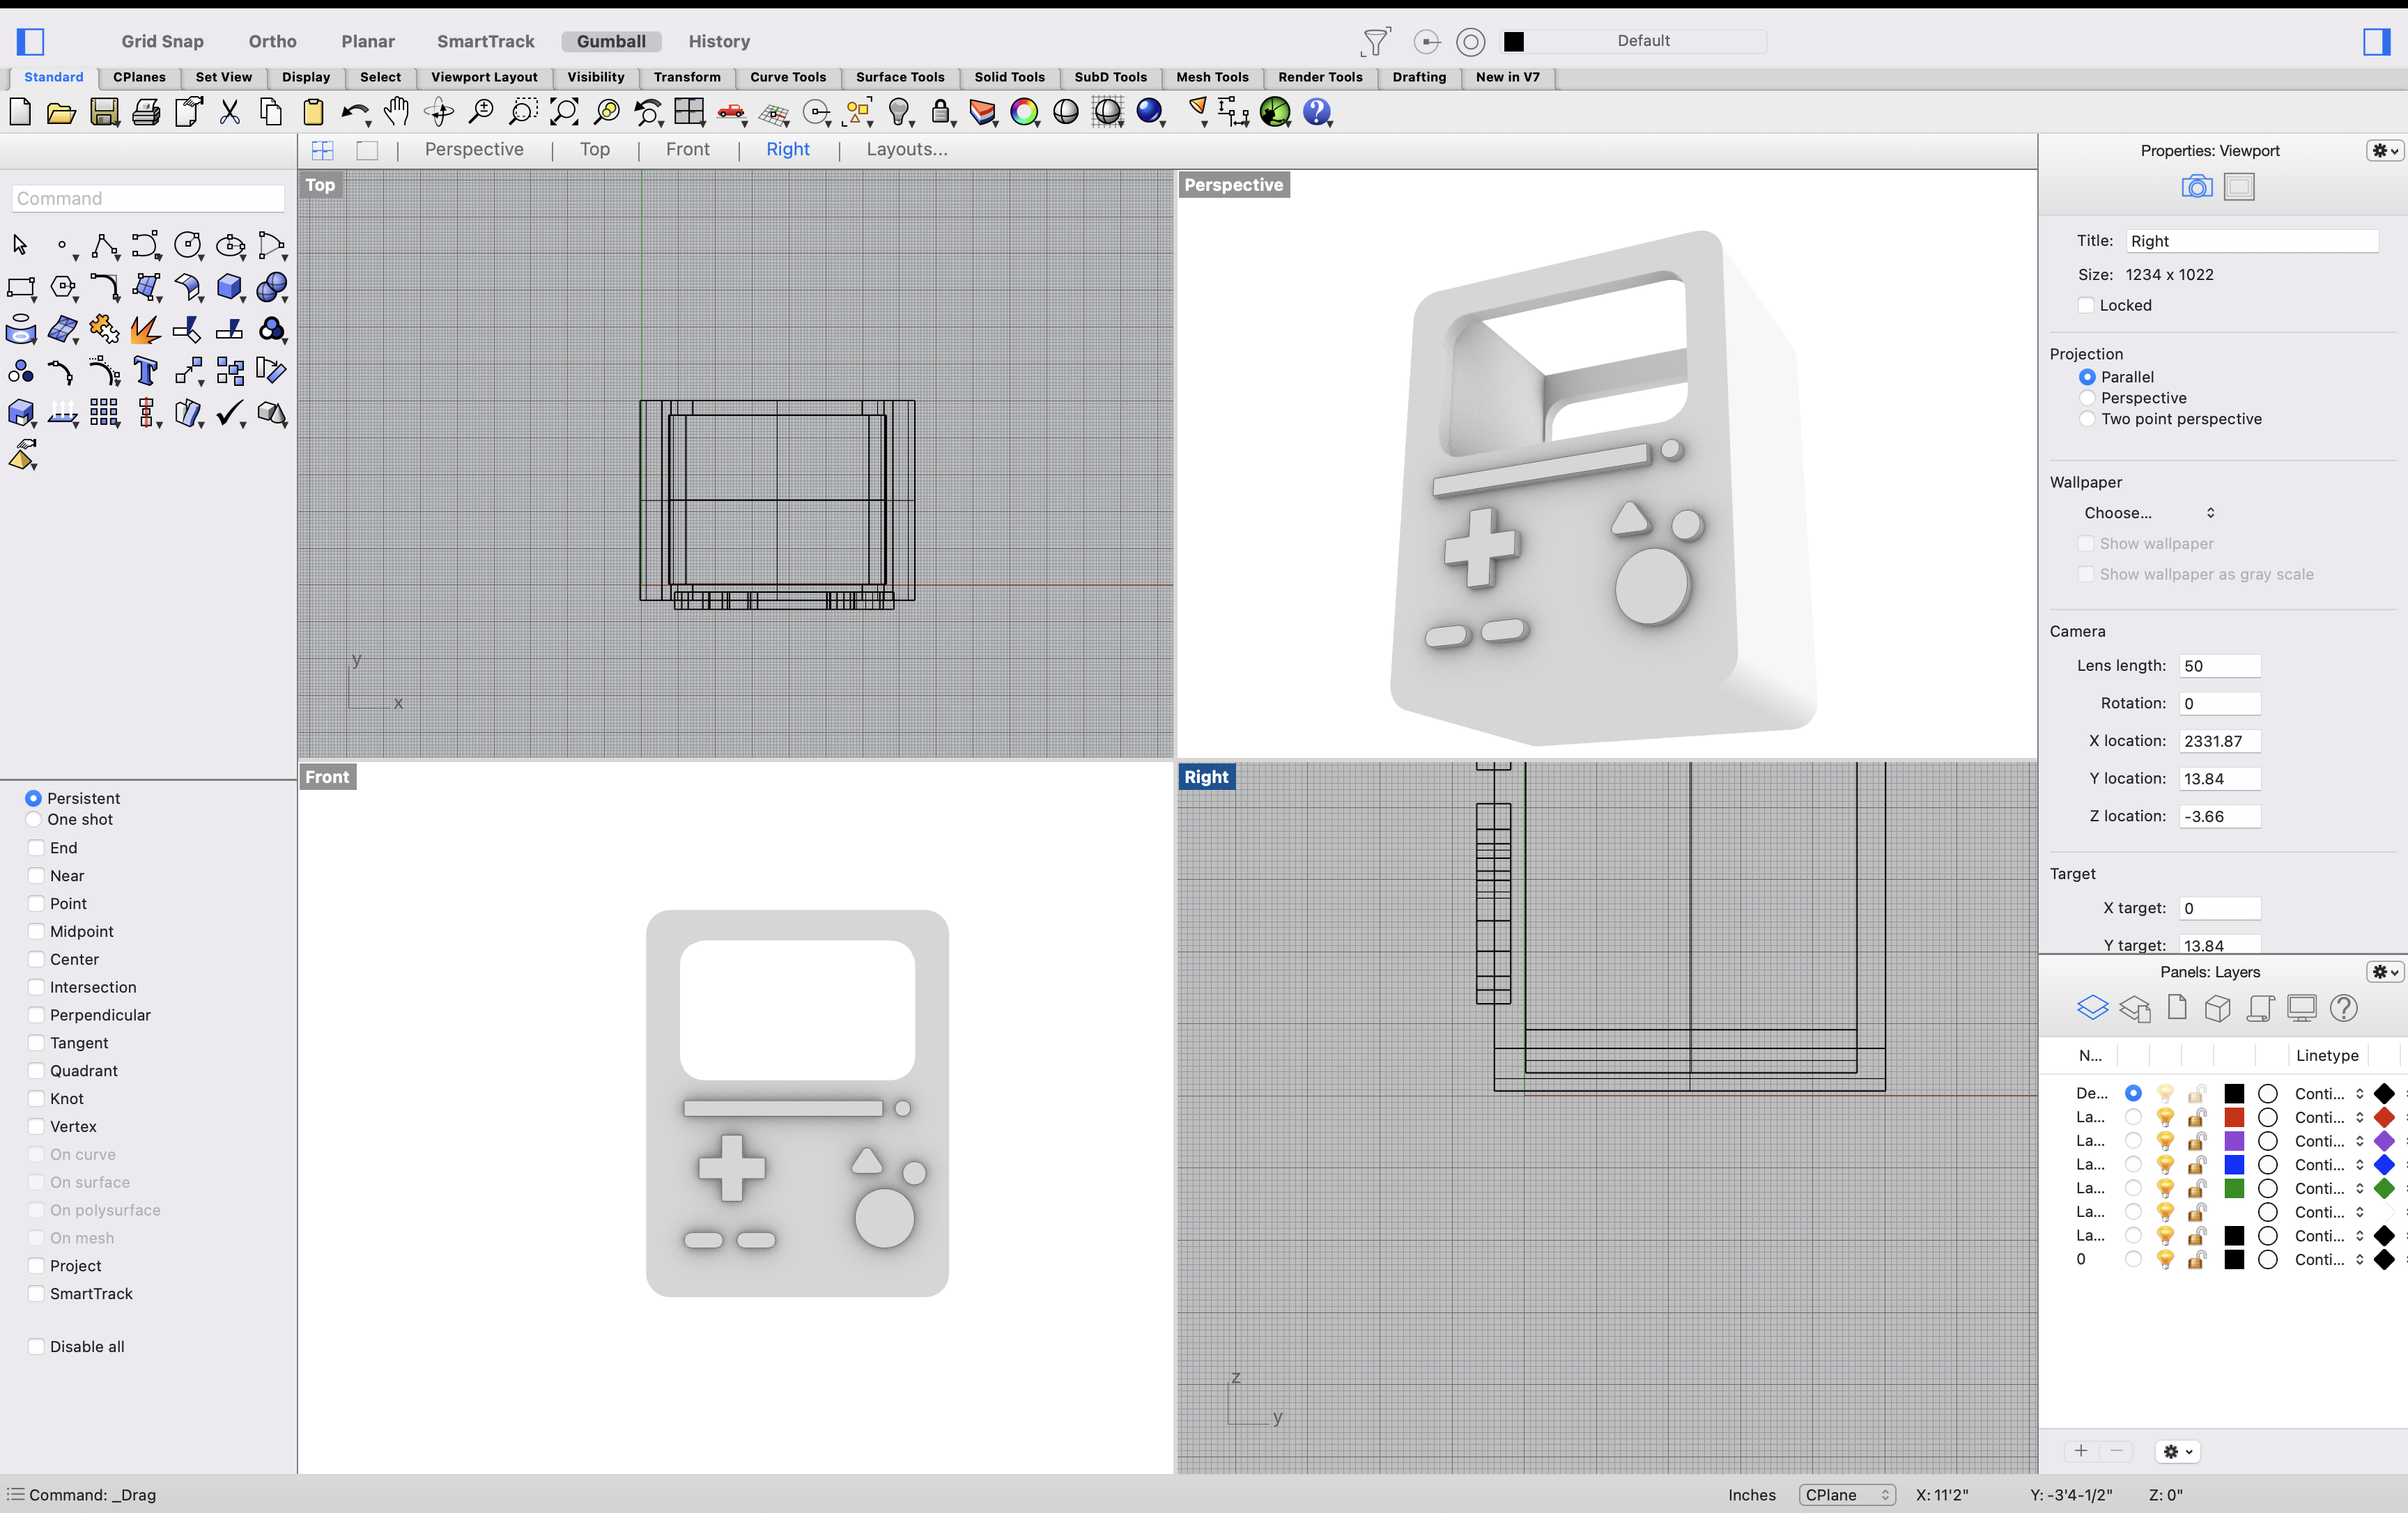 Grid Snap Ortho Planar SmartTrack Gumball History Default
Standard CPlanes Set View Display Select Viewport Layout Visibility Transform Curve Tools Surface Tools Solid Tools SubD Tools Mesh Tools Render Tools Drafting New in V7
Perspective | Top | Front | Right | Layouts...
Command
Persistent
One shot
End
Near
Point
Midpoint
Center
Intersection
Perpendicular
Tangent
Quadrant
Knot
Vertex
On curve
On surface
On polysurface
On mesh
Project
SmartTrack
Disable all
Top
y
x
Perspective
Front
Right
z
y
Properties: Viewport
Title: Right
Size: 1234 x 1022
Locked
Projection
Parallel
Perspective
Two point perspective
Wallpaper
Choose...
Show wallpaper
Show wallpaper as gray scale
Camera
Lens length: 50
Rotation: 0
X location: 2331.87
Y location: 13.84
Z location: -3.66
Target
X target: 0
Y target: 13.84
Panels: Layers
N... Linetype
De... Conti...
La... Conti...
La... Conti...
La... Conti...
La... Conti...
La... Conti...
La... Conti...
0 Conti...
Command: _Drag
Inches CPlane X: 11'2" Y: -3'4-1/2" Z: 0"